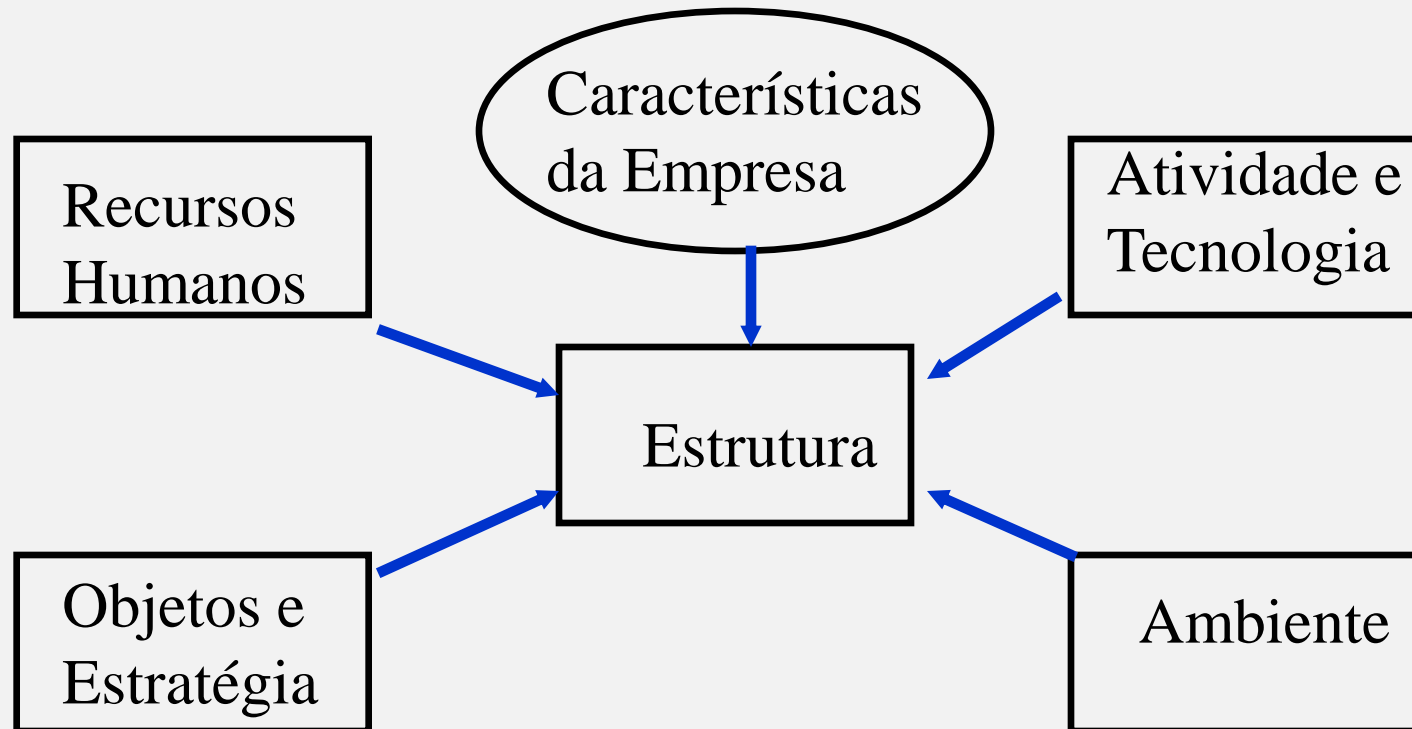 Características
da Empresa
Recursos
Humanos
Atividade e
Tecnologia
Estrutura
Objetos e
Estratégia
Ambiente